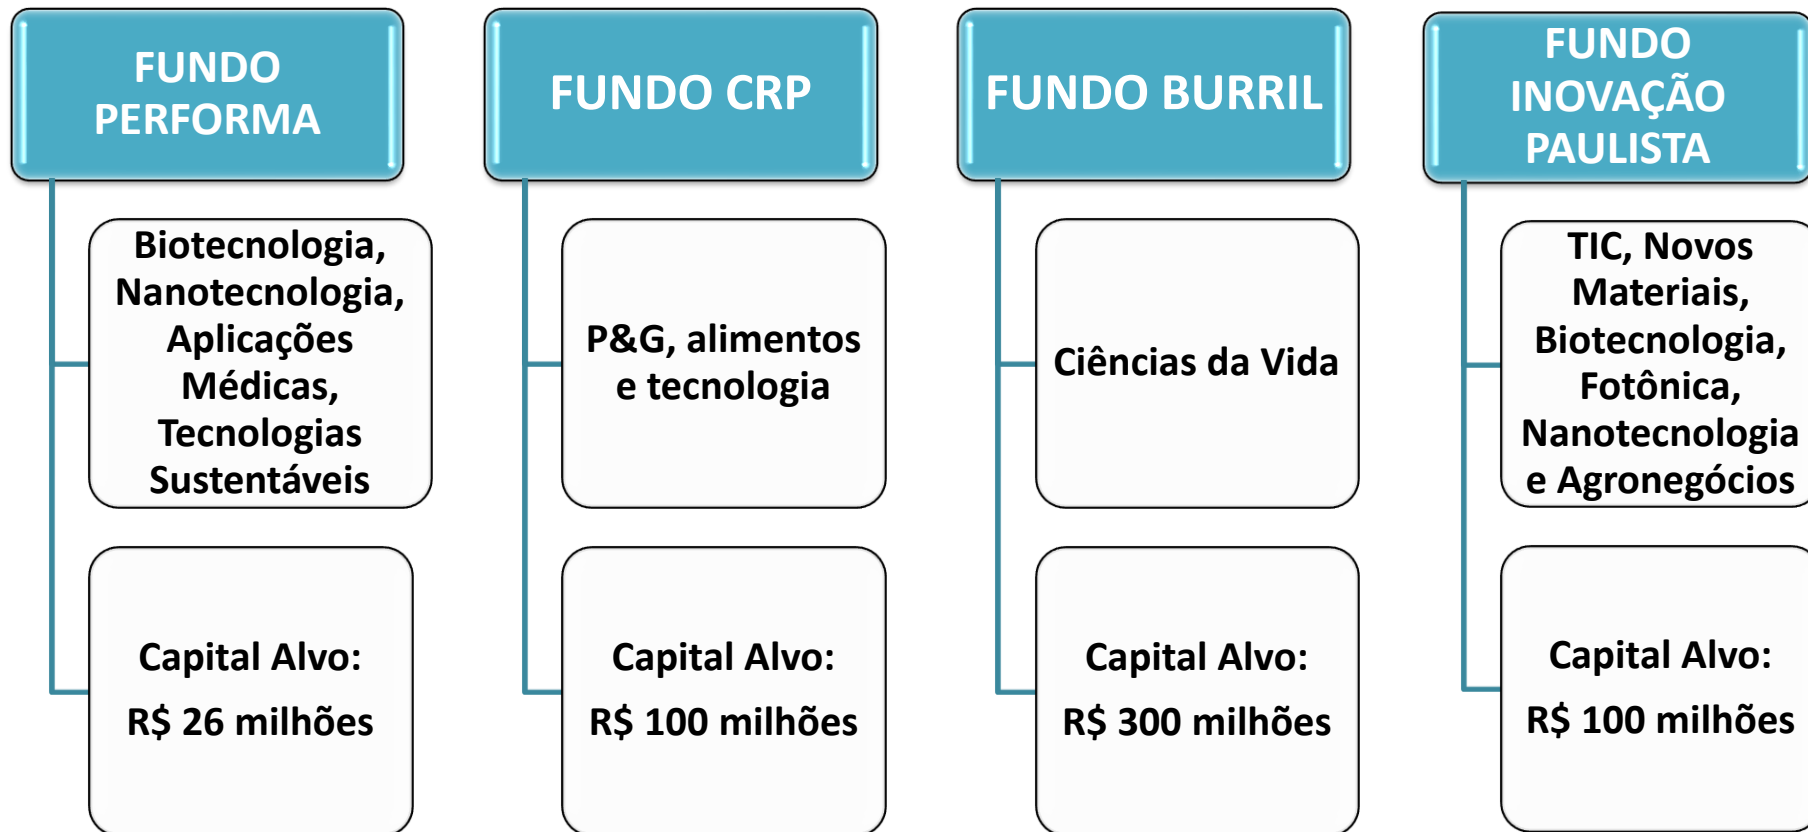 FUNDO
PERFORMA
Biotecnologia,
Nanotecnologia,
Aplicações
Médicas,
Tecnologias
Sustentáveis
Capital Alvo:
R$ 26 milhões
FUNDO CRP
P&G, alimentos
e tecnologia
Capital Alvo:
R$ 100 milhões
FUNDO BURRIL
Ciências da Vida
Capital Alvo:
R$ 300 milhões
FUNDO
INOVAÇÃO
PAULISTA
TIC, Novos
Materiais,
Biotecnologia,
Fotônica,
Nanotecnologia
e Agronegócios
Capital Alvo:
R$ 100 milhões